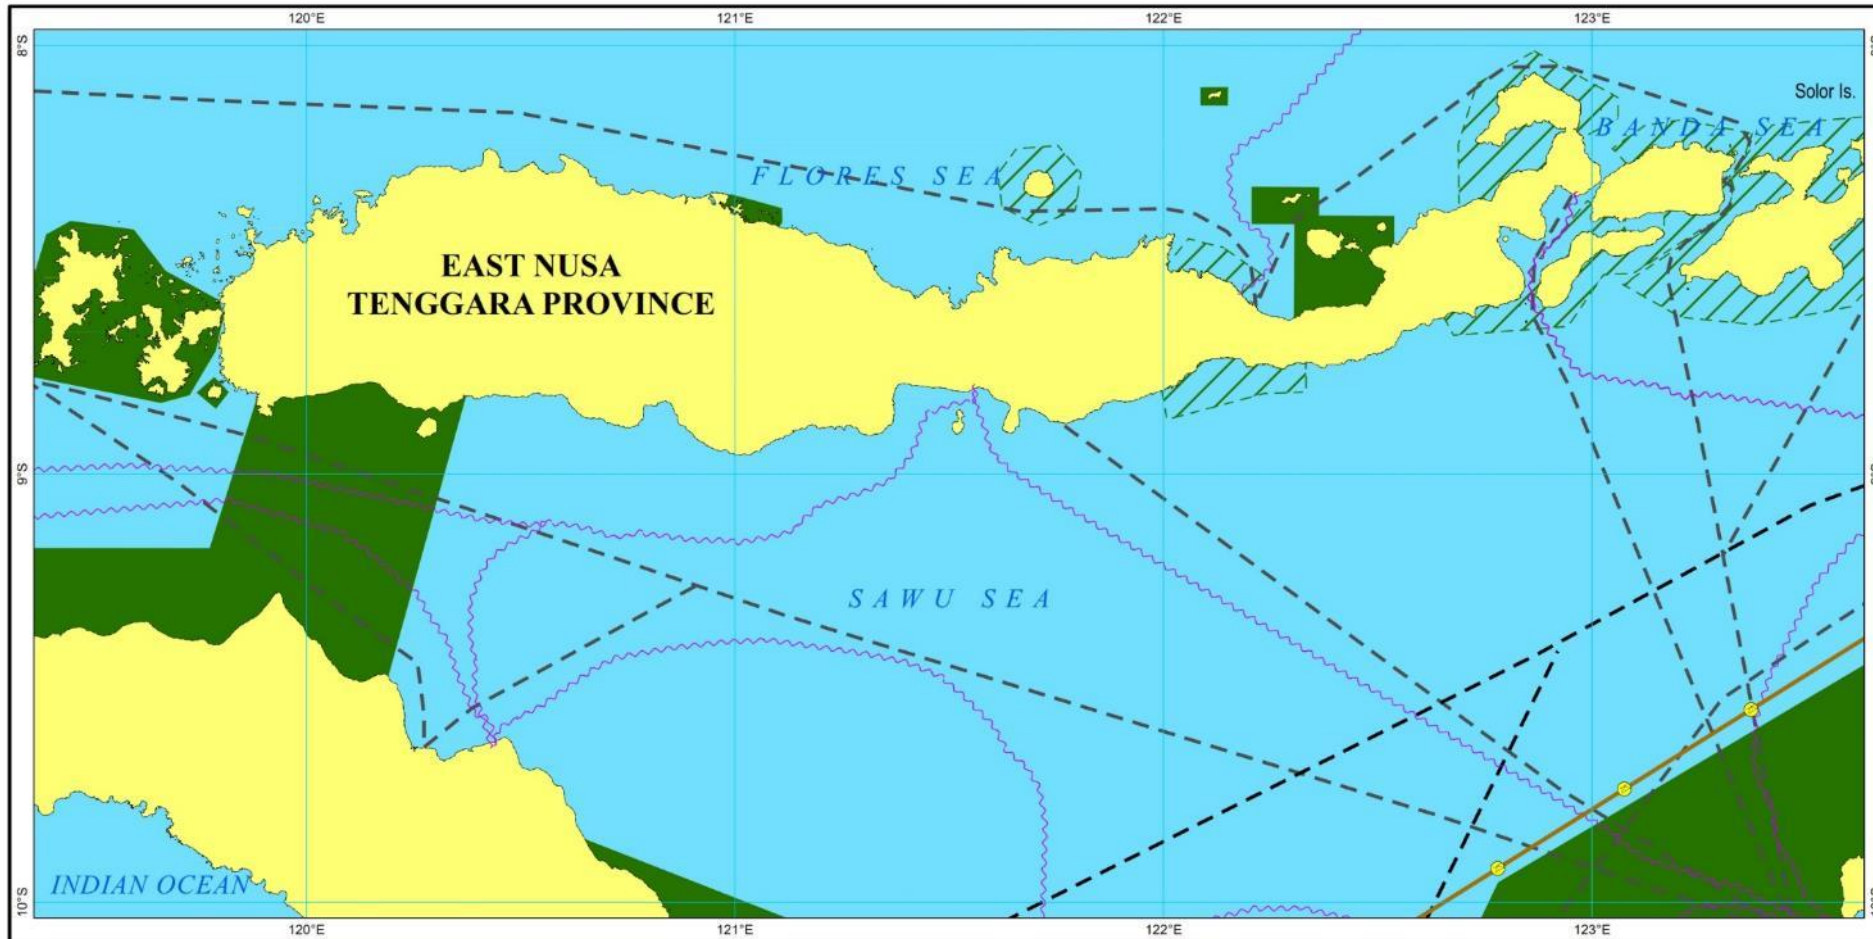 120°E 121°E 122°E 123°E
8°S
Solor Is.
BANDA SEA
FLORES SEA
EAST NUSA
TENGGARA PROVINCE
9°S
SAWU SEA
INDIAN OCEAN
10°S
120°E 121°E 122°E 123°E